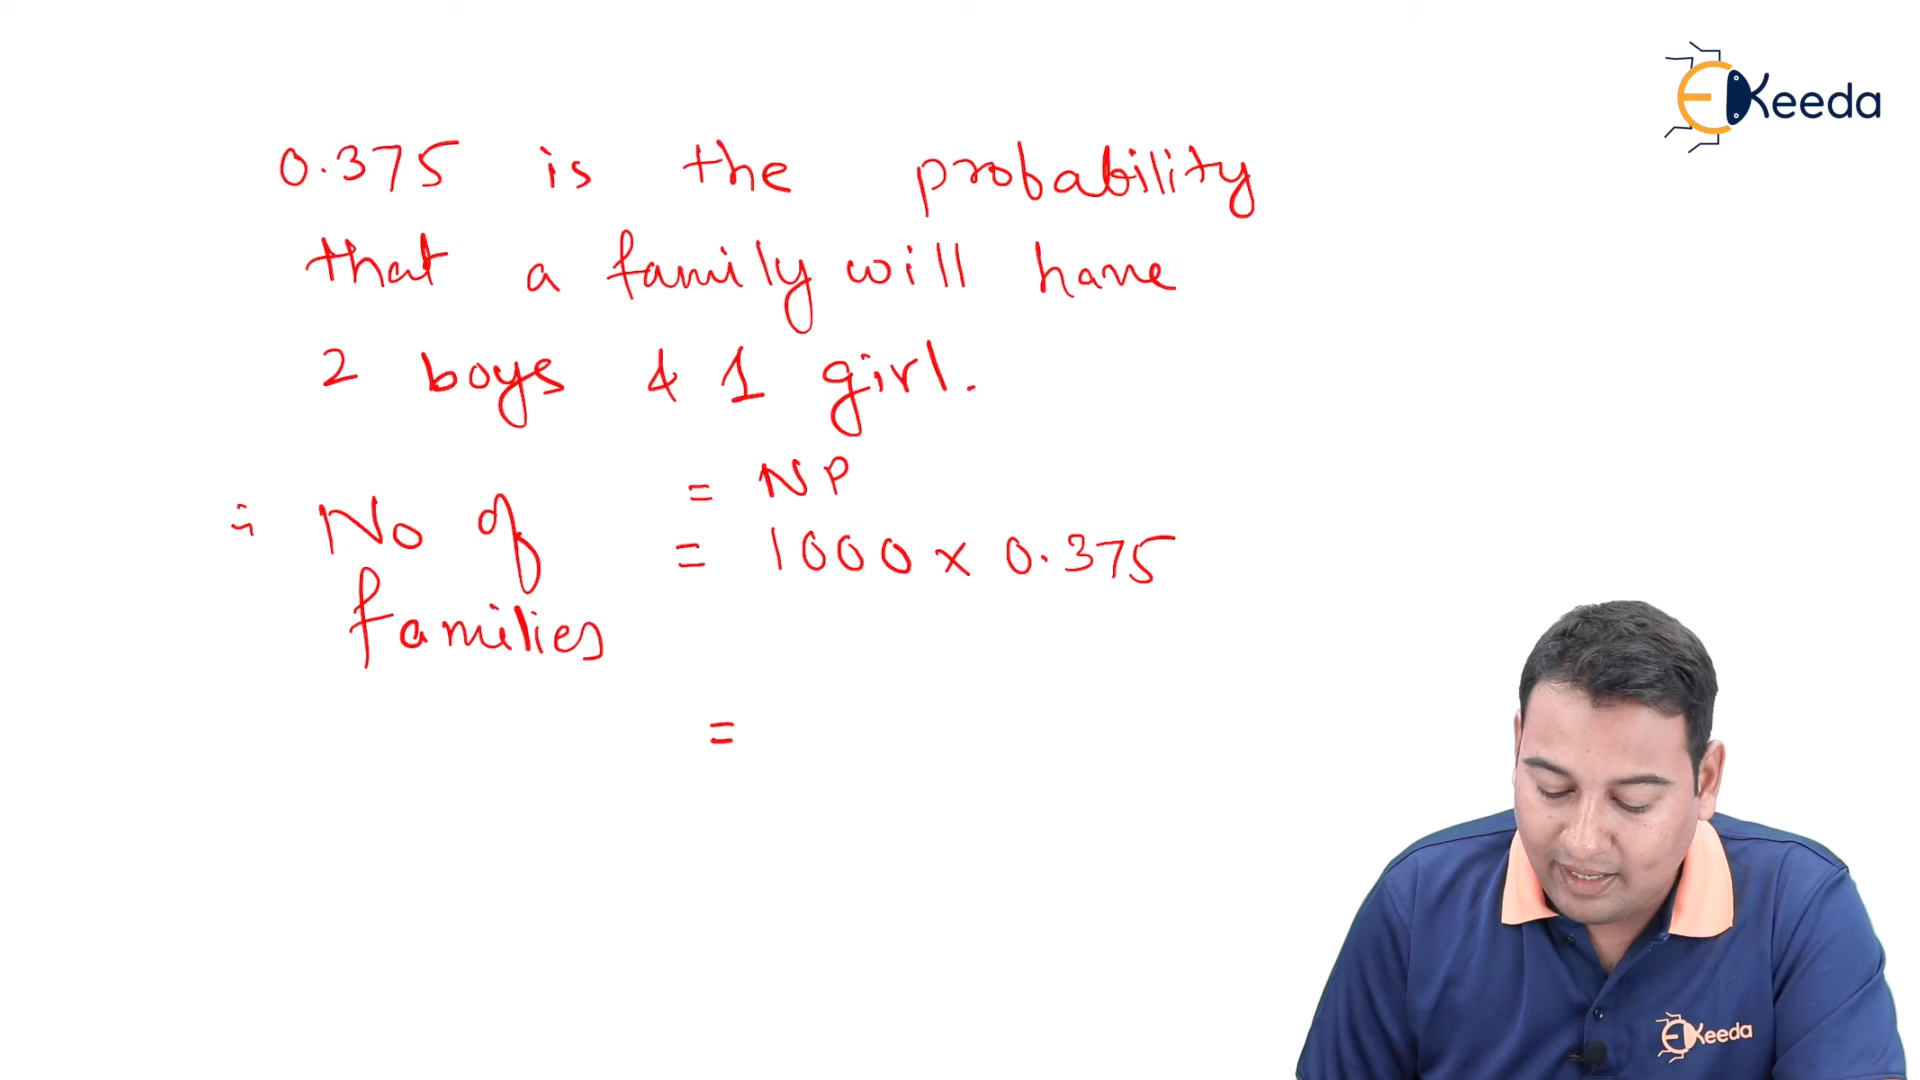 EKeeda
0.375 is the probability
that a family will have
2 boys & 1 girl.
= NP
∴ No of
= 1000 x 0.375
families
=
EKeeda